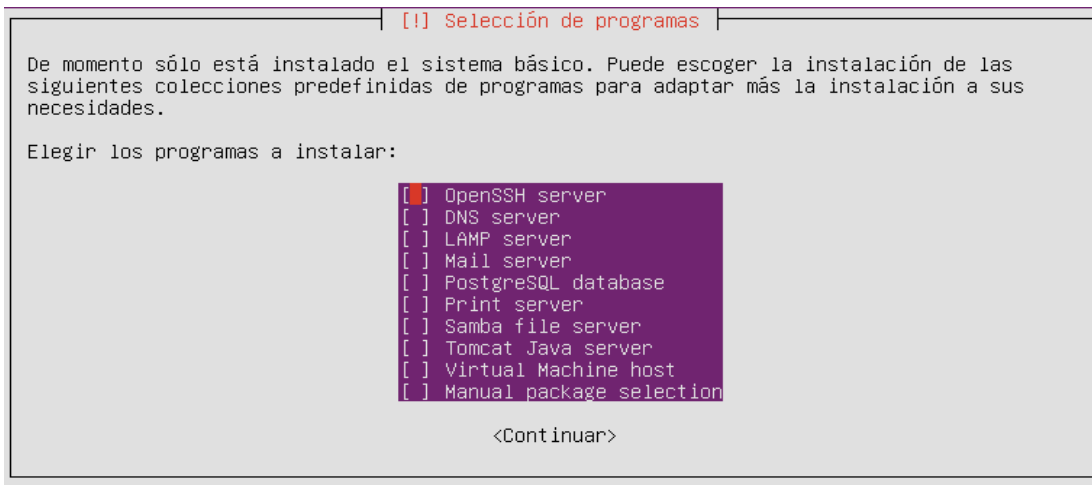 [!] Selección de programas
De momento sólo está instalado el sistema básico. Puede escoger la instalación de las
siguientes colecciones predefinidas de programas para adaptar más la instalación a sus
necesidades.
Elegir los programas a instalar:
[ ] OpenSSH server
[ ] DNS server
[ ] LAMP server
[ ] Mail server
[ ] PostgreSQL database
[ ] Print server
[ ] Samba file server
[ ] Tomcat Java server
[ ] Virtual Machine host
[ ] Manual package selection
<Continuar>